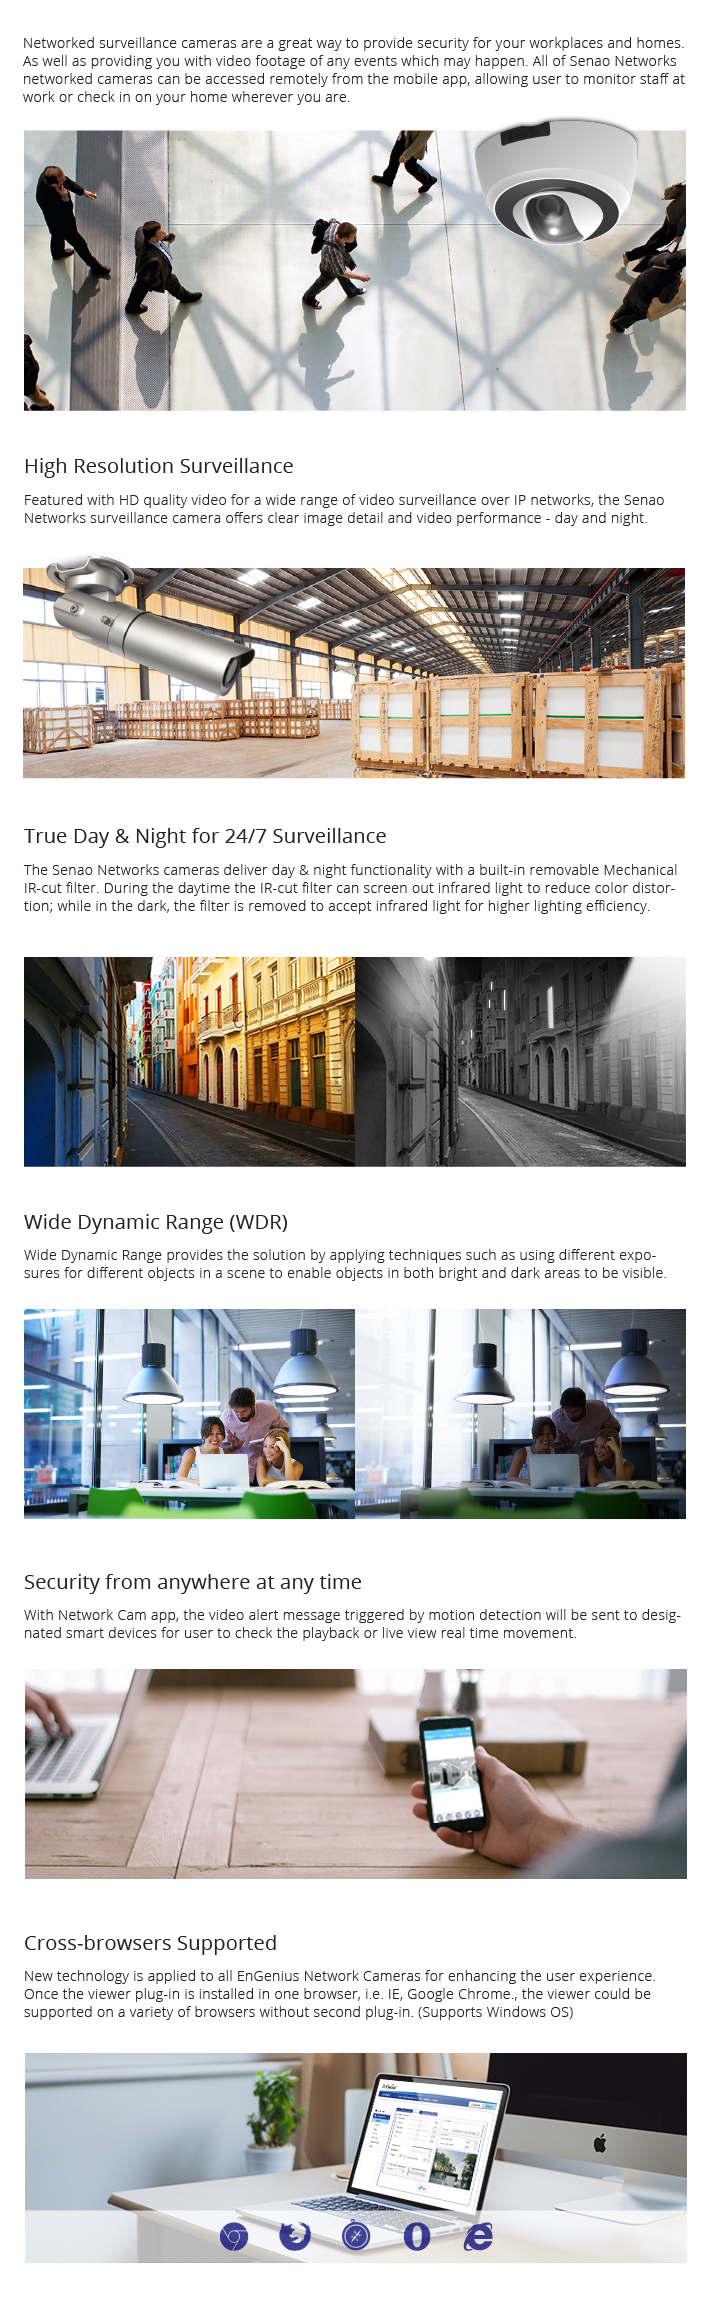 Networked surveillance cameras are a great way to provide security for your workplaces and homes.
As well as providing you with video footage of any events which may happen. All of Senao Networks
networked cameras can be accessed remotely from the mobile app, allowing user to monitor staff at
work or check in on your home wherever you are.
High Resolution Surveillance
Featured with HD quality video for a wide range of video surveillance over IP networks, the Senao
Networks surveillance camera offers clear image detail and video performance - day and night.
True Day & Night for 24/7 Surveillance
The Senao Networks cameras deliver day & night functionality with a built-in removable Mechanical
IR-cut filter. During the daytime the IR-cut filter can screen out infrared light to reduce color distor-
tion; while in the dark, the filter is removed to accept infrared light for higher lighting efficiency.
Wide Dynamic Range (WDR)
Wide Dynamic Range provides the solution by applying techniques such as using different expo-
sures for different objects in a scene to enable objects in both bright and dark areas to be visible.
Security from anywhere at any time
With Network Cam app, the video alert message triggered by motion detection will be sent to desig-
nated smart devices for user to check the playback or live view real time movement.
Cross-browsers Supported
New technology is applied to all EnGenius Network Cameras for enhancing the user experience.
Once the viewer plug-in is installed in one browser, i.e. IE, Google Chrome., the viewer could be
supported on a variety of browsers without second plug-in. (Supports Windows OS)